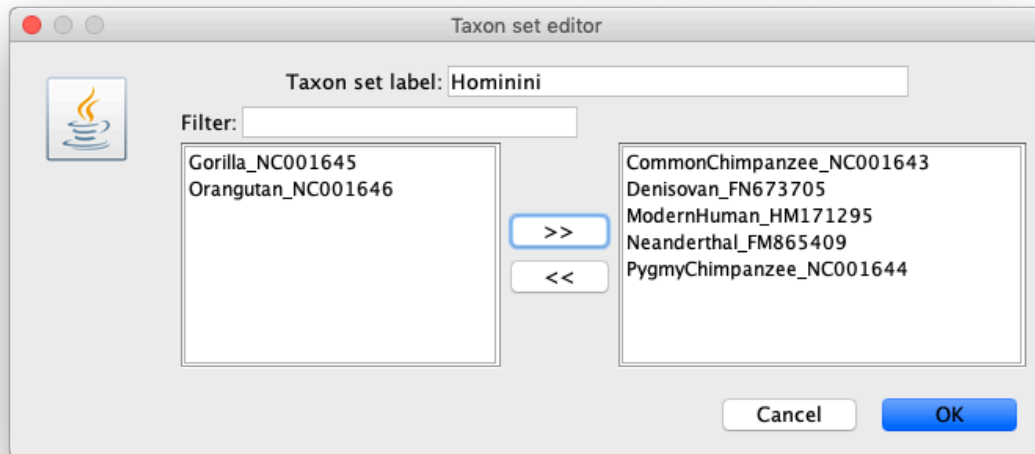 Taxon set editor
Taxon set label: Hominini
Filter:
Gorilla_NC001645
Orangutan_NC001646
>>
<<
CommonChimpanzee_NC001643
Denisovan_FN673705
ModernHuman_HM171295
Neanderthal_FM865409
PygmyChimpanzee_NC001644
Cancel
OK